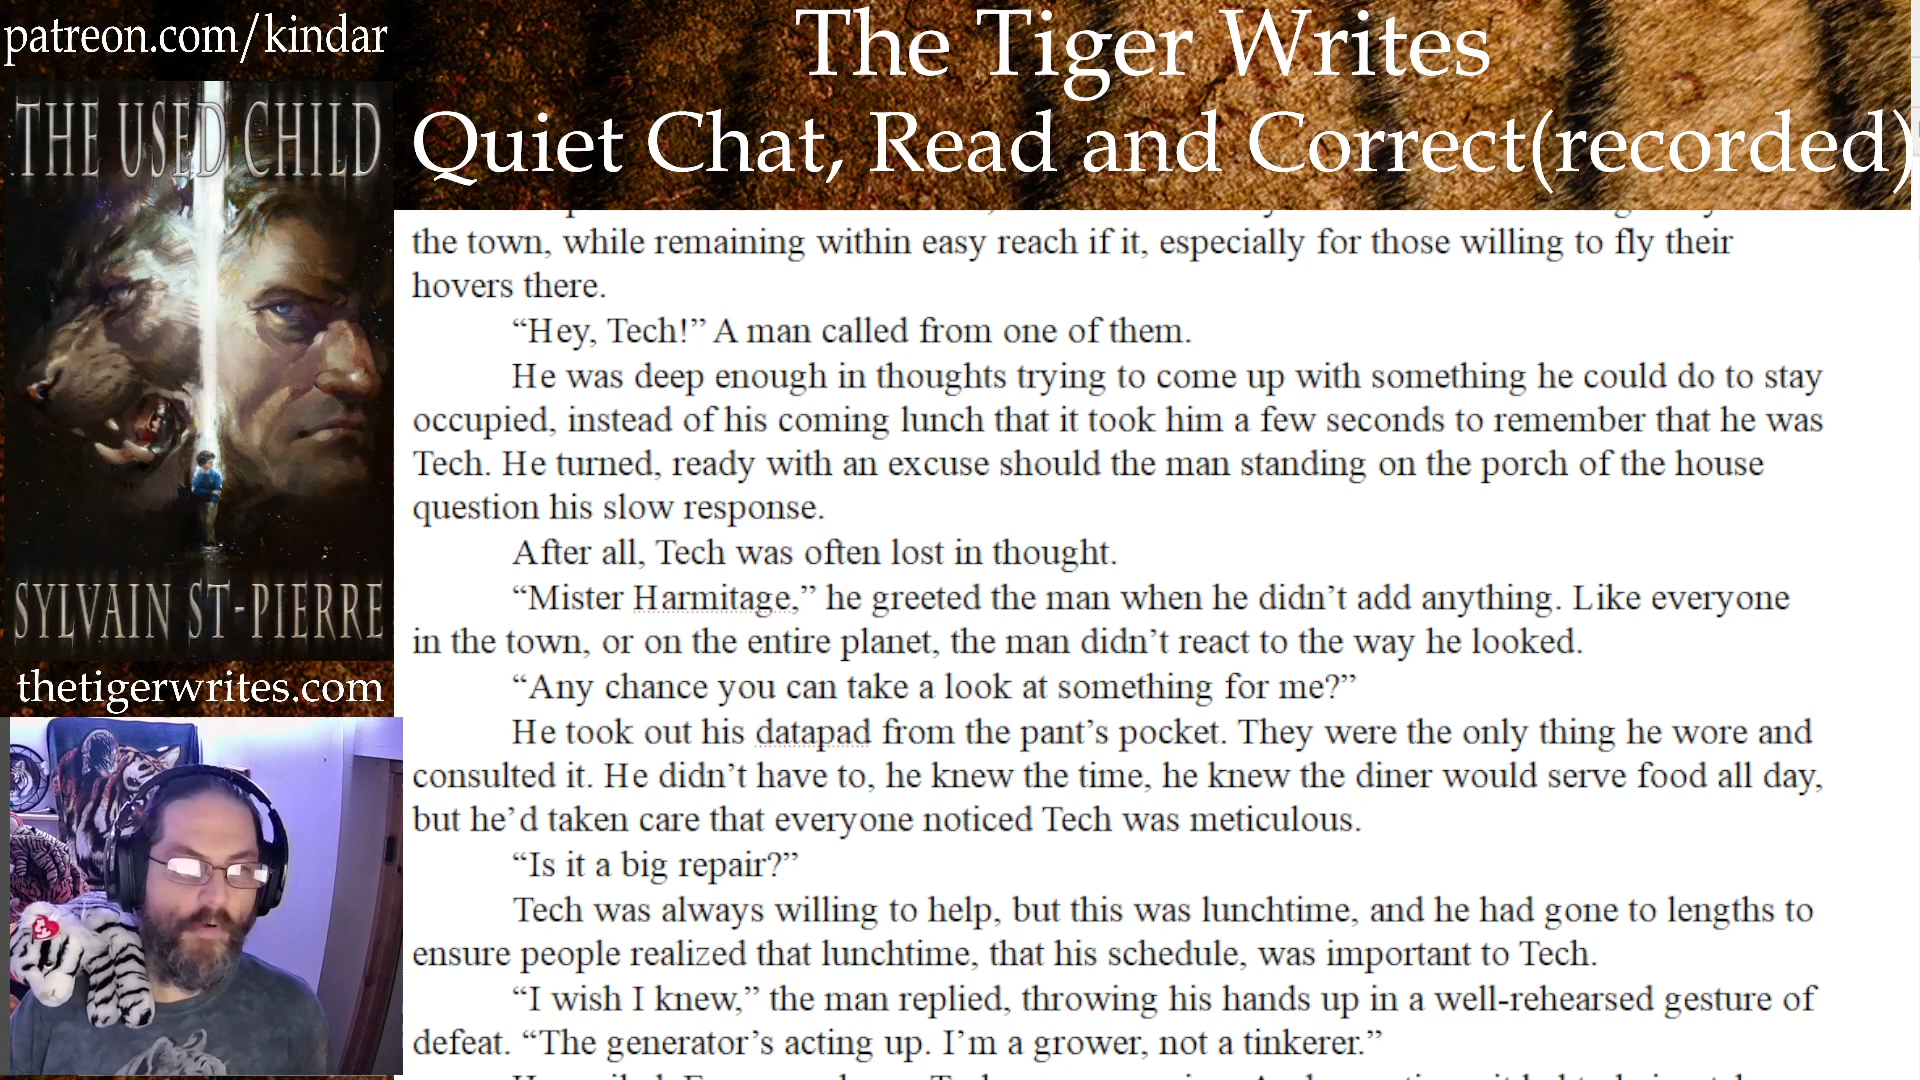 patreon.com/kindar
THE USED CHILD
SYLVAIN ST-PIERRE
thetigerwrites.com
The Tiger Writes
Quiet Chat, Read and Correct(recorded)
the town, while remaining within easy reach if it, especially for those willing to fly their
hovers there.
“Hey, Tech!” A man called from one of them.
He was deep enough in thoughts trying to come up with something he could do to stay
occupied, instead of his coming lunch that it took him a few seconds to remember that he was
Tech. He turned, ready with an excuse should the man standing on the porch of the house
question his slow response.
After all, Tech was often lost in thought.
“Mister Harmitage,” he greeted the man when he didn’t add anything. Like everyone
in the town, or on the entire planet, the man didn’t react to the way he looked.
“Any chance you can take a look at something for me?”
He took out his datapad from the pant’s pocket. They were the only thing he wore and
consulted it. He didn’t have to, he knew the time, he knew the diner would serve food all day,
but he’d taken care that everyone noticed Tech was meticulous.
“Is it a big repair?”
Tech was always willing to help, but this was lunchtime, and he had gone to lengths to
ensure people realized that lunchtime, that his schedule, was important to Tech.
“I wish I knew,” the man replied, throwing his hands up in a well-rehearsed gesture of
defeat. “The generator’s acting up. I’m a grower, not a tinkerer.”